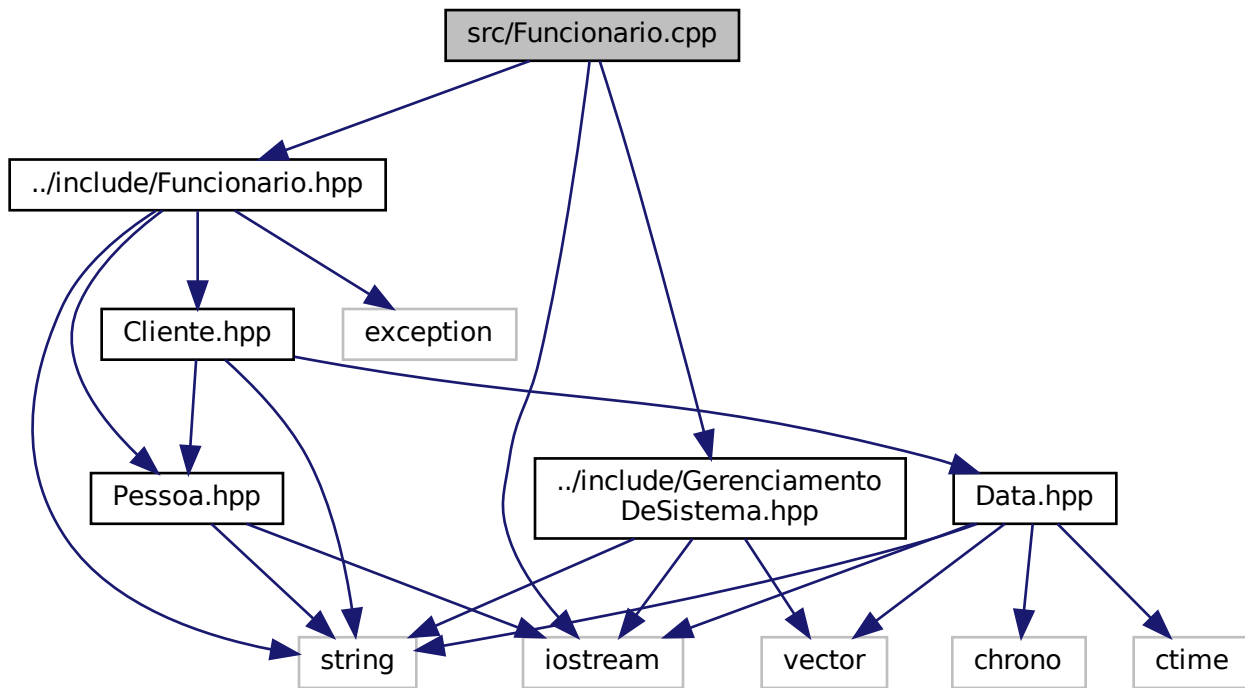 src/Funcionario.cpp
../include/Funcionario.hpp
Cliente.hpp
exception
Pessoa.hpp
../include/Gerenciamento
DeSistema.hpp
Data.hpp
string
iostream
vector
chrono
ctime